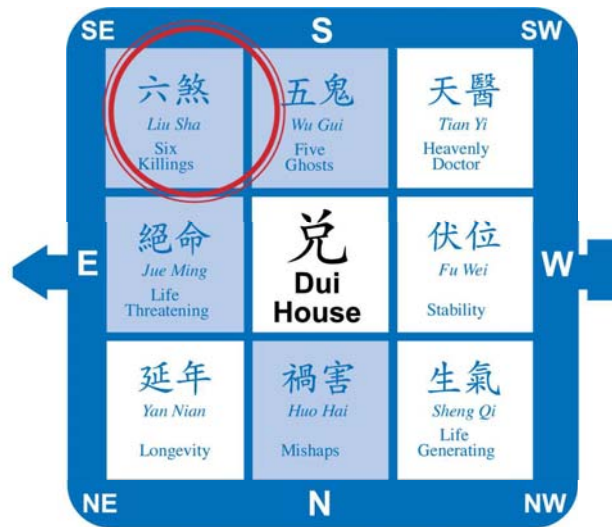 SE S SW
六煞
Liu Sha
Six
Killings
五鬼
Wu Gui
Five
Ghosts
天醫
Tian Yi
Heavenly
Doctor
E
絕命
Jue Ming
Life
Threatening
兑
Dui
House
伏位
Fu Wei
Stability
W
延年
Yan Nian
Longevity
禍害
Huo Hai
Mishaps
生氣
Sheng Qi
Life
Generating
NE N NW